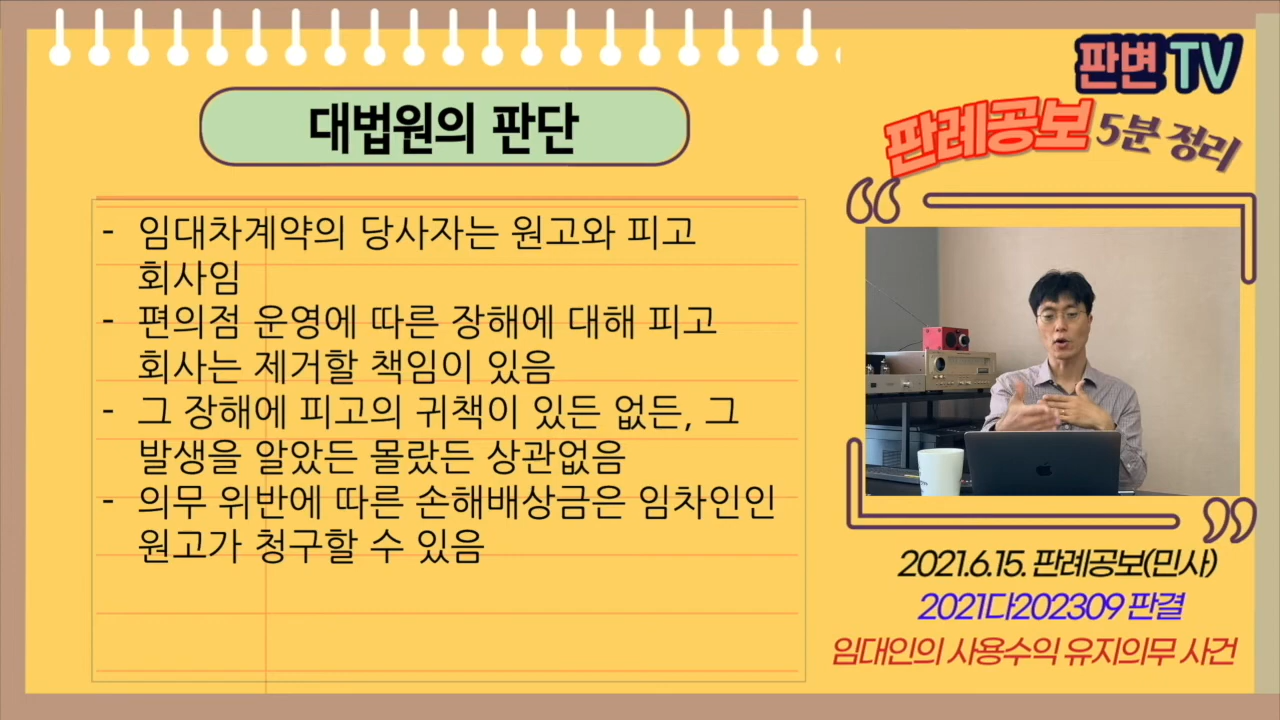 대법원의 판단
- 임대차계약의 당사자는 원고와 피고
회사임
- 편의점 운영에 따른 장해에 대해 피고
회사는 제거할 책임이 있음
- 그 장해에 피고의 귀책이 있든 없든, 그
발생을 알았든 몰랐든 상관없음
- 의무 위반에 따른 손해배상금은 임차인인
원고가 청구할 수 있음
판변 TV
판례공보 5분 정리
2021.6.15. 판례공보(민사)
2021다202309 판결
임대인의 사용수익 유지의무 사건